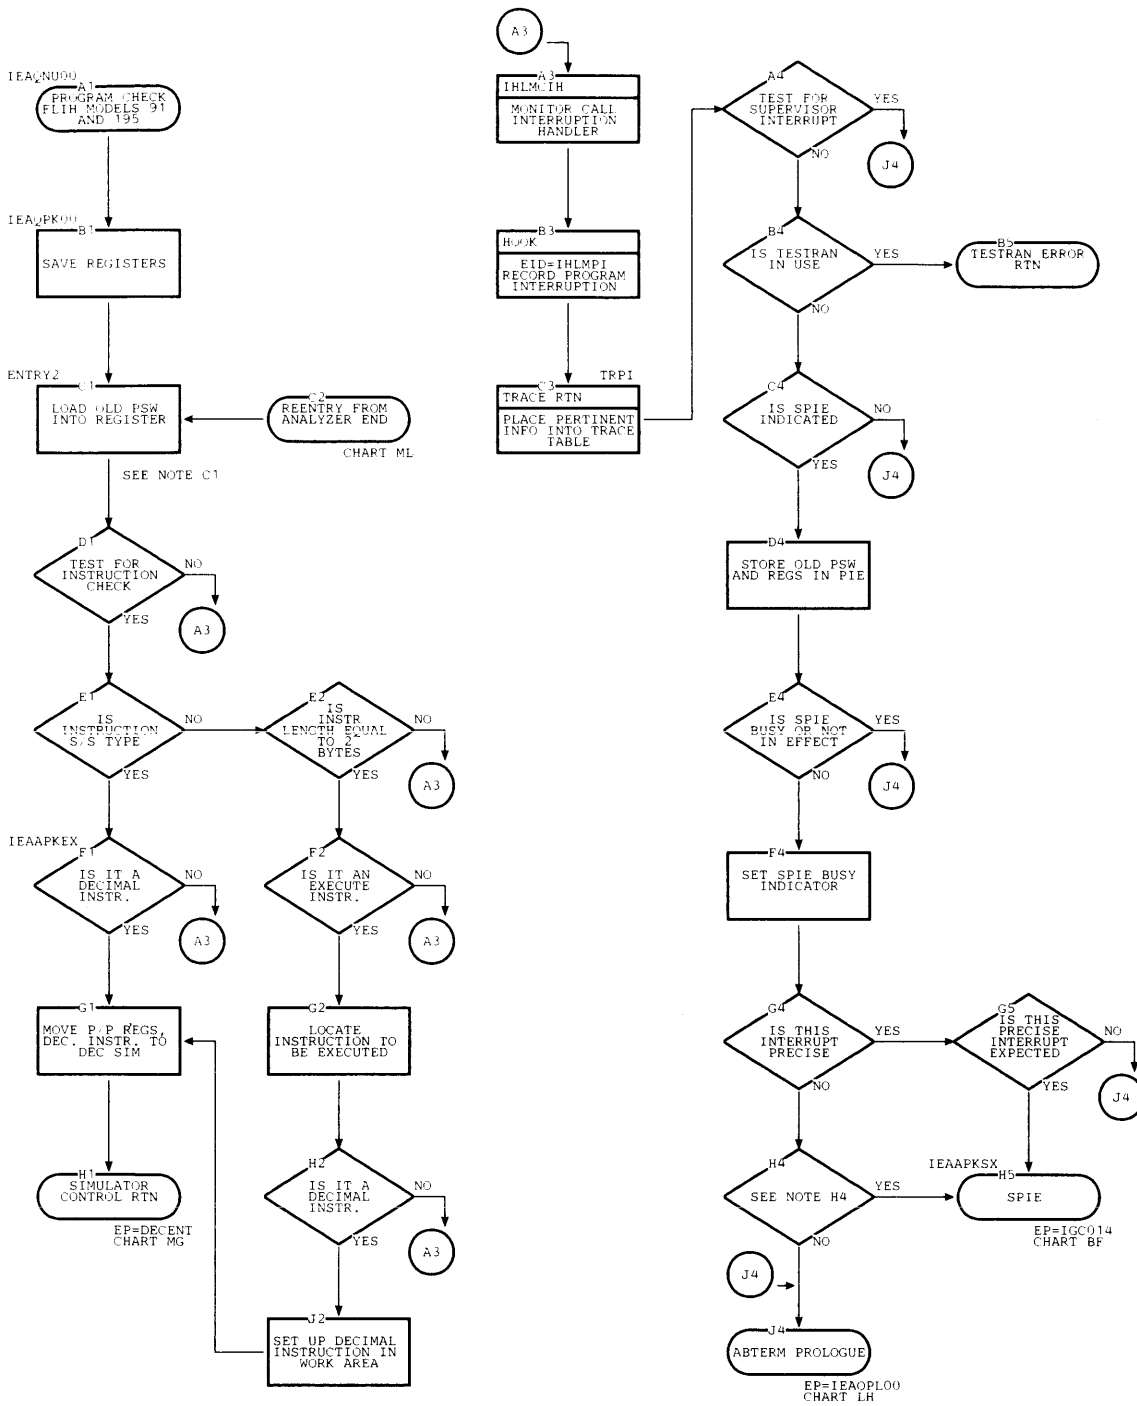 IEAQNU00
A1
PROGRAM CHECK
FLIH MODELS 91
AND 195
IEAQPK00
B1
SAVE REGISTERS
ENTRY2
C1
LOAD OLD PSW
INTO REGISTER
C2
REENTRY FROM
ANALYZER END
CHART ML
SEE NOTE C1
D1
TEST FOR
INSTRUCTION
CHECK
NO
A3
YES
E1
IS
INSTRUCTION
S/S TYPE
NO
YES
E2
IS
INSTR
LENGTH EQUAL
TO 2
BYTES
NO
A3
YES
IEAAPKEX
F1
IS IT A
DECIMAL
INSTR.
NO
A3
YES
F2
IS IT AN
EXECUTE
INSTR.
NO
A3
YES
G1
MOVE P/P REGS,
DEC. INSTR. TO
DEC SIM
G2
LOCATE
INSTRUCTION TO
BE EXECUTED
H1
SIMULATOR
CONTROL RTN
EP=DECENT
CHART MG
H2
IS IT A
DECIMAL
INSTR.
NO
A3
YES
J2
SET UP DECIMAL
INSTRUCTION IN
WORK AREA
A3
A3
IHLMCIH
MONITOR CALL
INTERRUPTION
HANDLER
B3
HOOK
EID=IHLMPI
RECORD PROGRAM
INTERRUPTION
TRPI
C3
TRACE RTN
PLACE PERTINENT
INFO INTO TRACE
TABLE
A4
TEST FOR
SUPERVISOR
INTERRUPT
YES
J4
NO
B4
IS TESTRAN
IN USE
YES
NO
B5
TESTRAN ERROR
RTN
C4
IS SPIE
INDICATED
NO
J4
YES
D4
STORE OLD PSW
AND REGS IN PIE
E4
IS SPIE
BUSY OR NOT
IN EFFECT
YES
J4
NO
F4
SET SPIE BUSY
INDICATOR
G4
IS THIS
INTERRUPT
PRECISE
YES
NO
G5
IS THIS
PRECISE
INTERRUPT
EXPECTED
NO
J4
YES
H4
SEE NOTE H4
YES
NO
IEAAPKSX
H5
SPIE
EP=IGC014
CHART BF
J4
J4
ABTERM PROLOGUE
EP=IEAOPL00
CHART LH